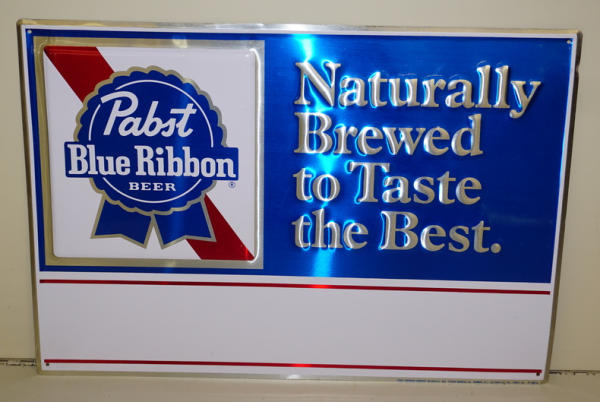 Pabst
Blue Ribbon
BEER
®
Naturally
Brewed
to Taste
the Best.